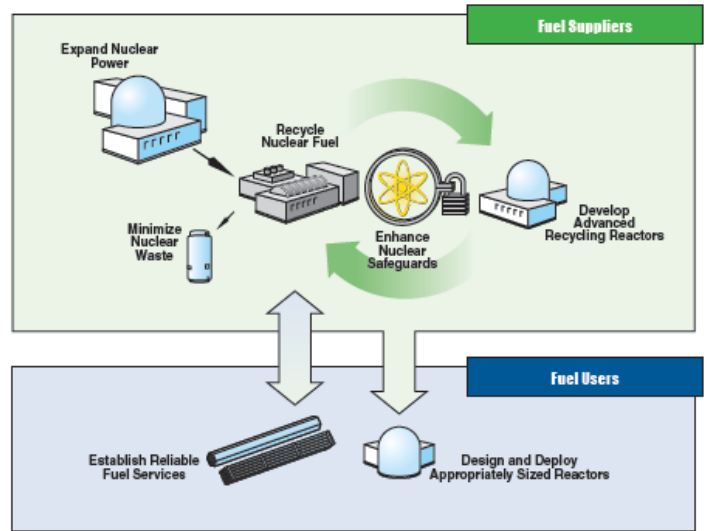 Fuel Suppliers
Expand Nuclear
Power
Recycle
Nuclear Fuel
Minimize
Nuclear
Waste
Enhance
Nuclear
Safeguards
Develop
Advanced
Recycling Reactors
Fuel Users
Establish Reliable
Fuel Services
Design and Deploy
Appropriately Sized Reactors